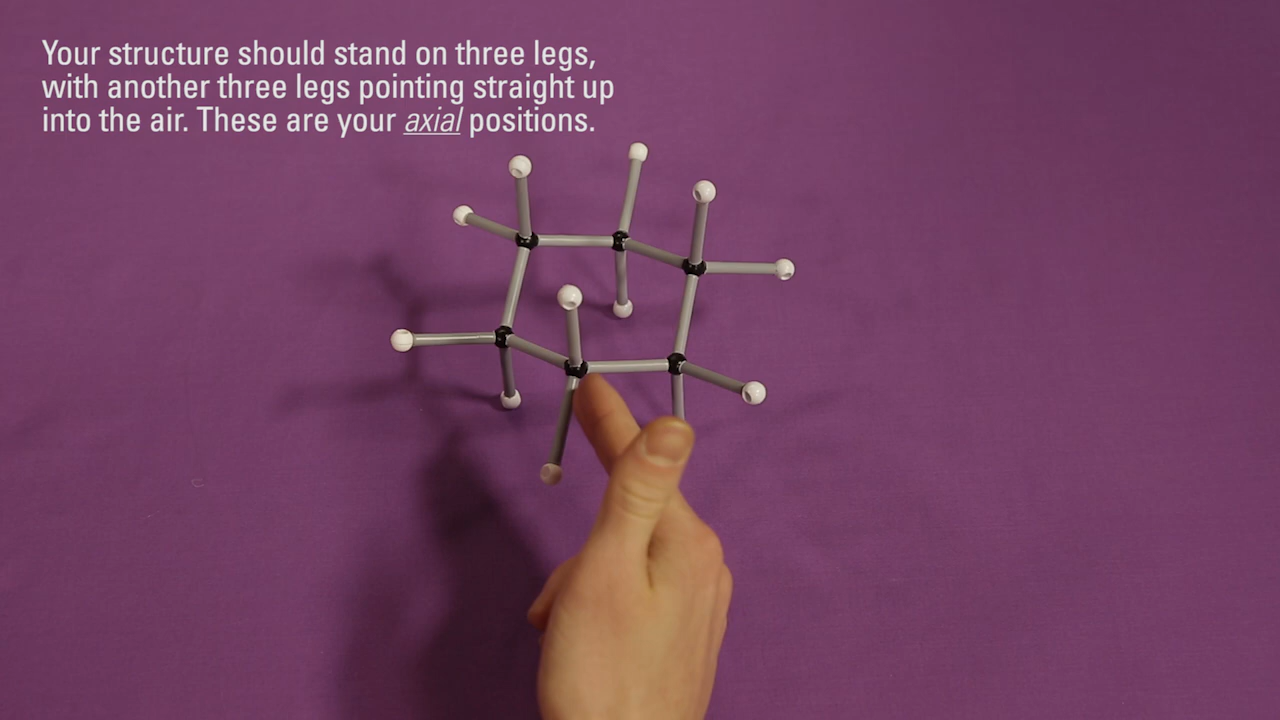 Your structure should stand on three legs,
with another three legs pointing straight up
into the air. These are your axial positions.